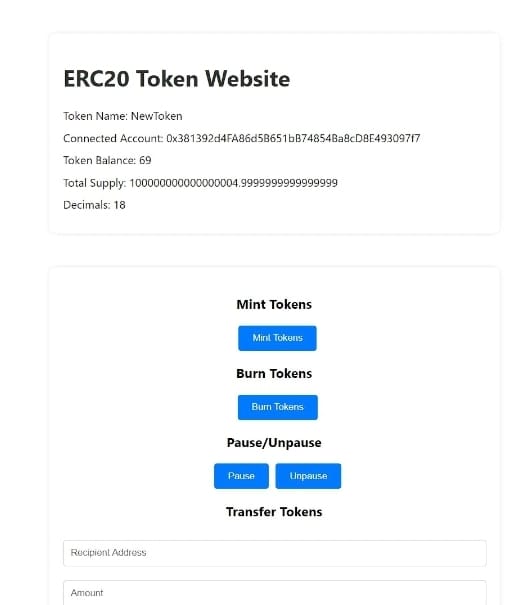 ERC20 Token Website
Token Name: NewToken
Connected Account: 0x381392d4FA86d5B651bB74854Ba8cD8E493097f7
Token Balance: 69
Total Supply: 100000000000000004.9999999999999999
Decimals: 18
Mint Tokens
Mint Tokens
Burn Tokens
Burn Tokens
Pause/Unpause
Pause Unpause
Transfer Tokens
Recipient Address
Amount